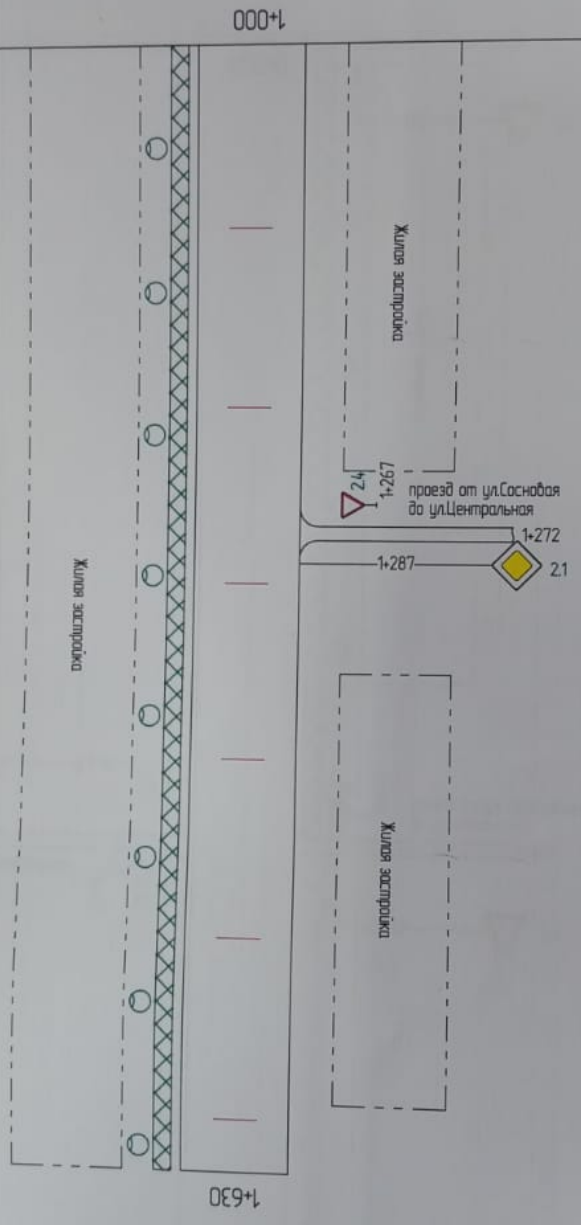 1+000
Жилая застройка
2.4
1+267
проезд от ул.Сосновая
до ул.Центральная
1+272
1+287
2.1
Жилая застройка
Жилая застройка
1+630